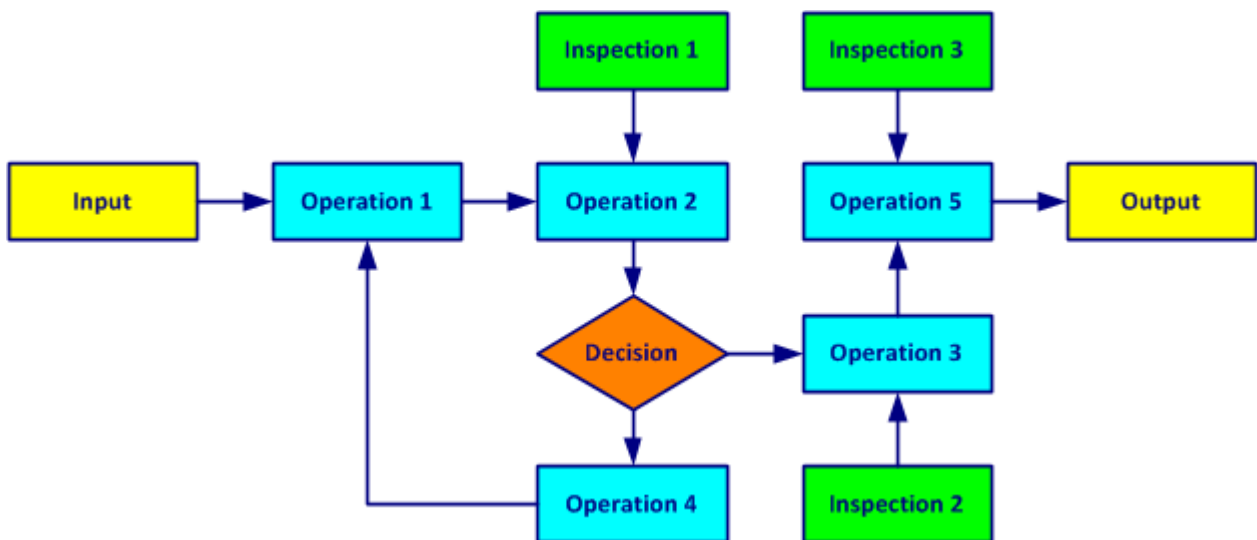 Inspection 1
Inspection 3
Input
Operation 1
Operation 2
Operation 5
Output
Decision
Operation 3
Operation 4
Inspection 2